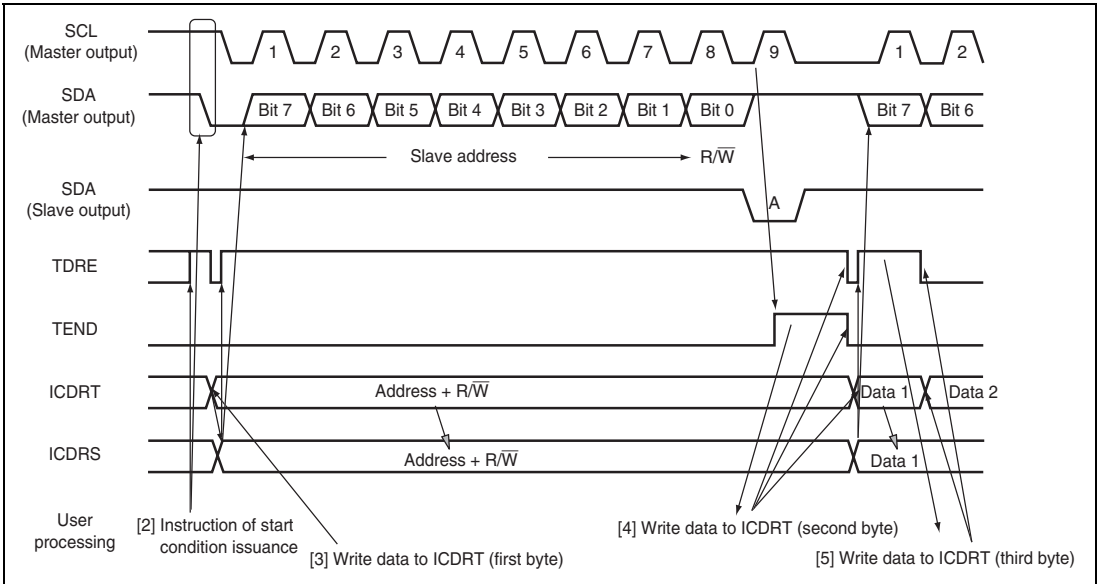 SCL
(Master output)
1 2 3 4 5 6 7 8 9 1 2
SDA
(Master output)
Bit 7 Bit 6 Bit 5 Bit 4 Bit 3 Bit 2 Bit 1 Bit 0 Bit 7 Bit 6
Slave address R/W̅
SDA
(Slave output)
A
TDRE
TEND
ICDRT
Address + R/W̅ Data 1 Data 2
ICDRS
Address + R/W̅ Data 1
User
processing
[2] Instruction of start
condition issuance
[3] Write data to ICDRT (first byte)
[4] Write data to ICDRT (second byte)
[5] Write data to ICDRT (third byte)